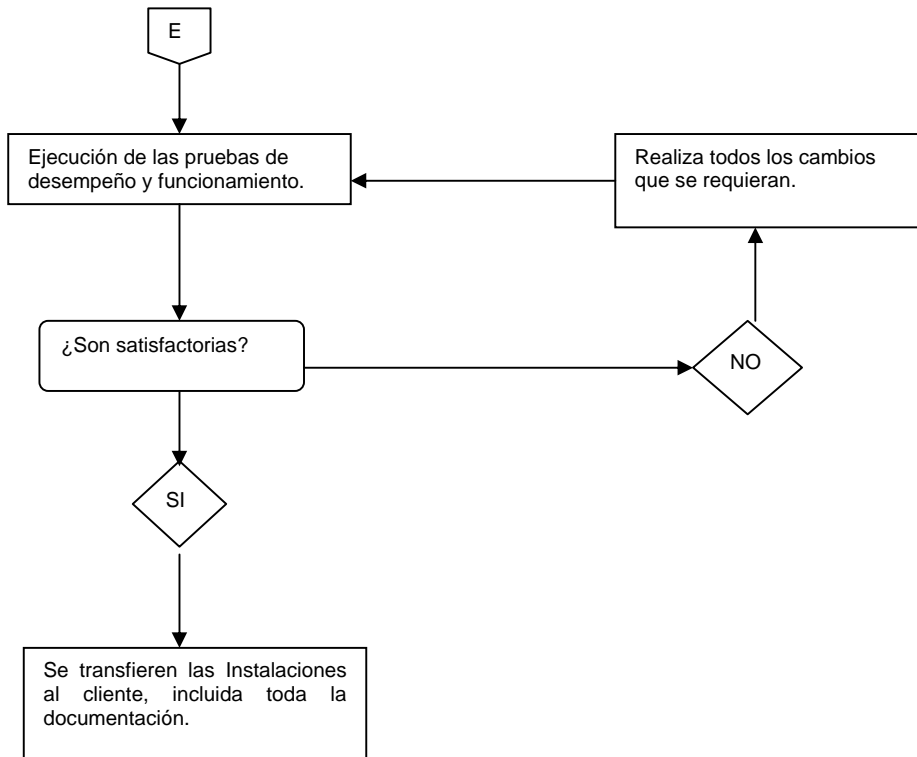 E
Ejecución de las pruebas de
desempeño y funcionamiento.
Realiza todos los cambios
que se requieran.
¿Son satisfactorias?
NO
SI
Se transfieren las Instalaciones
al cliente, incluida toda la
documentación.